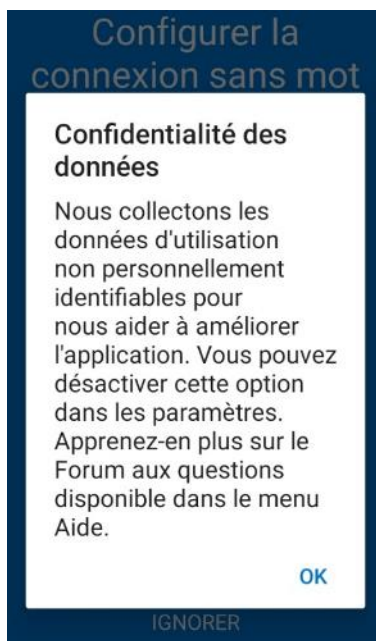 Configurer la
connexion sans mot
Confidentialité des
données
Nous collectons les
données d'utilisation
non personnellement
identifiables pour
nous aider à améliorer
l'application. Vous pouvez
désactiver cette option
dans les paramètres.
Apprenez-en plus sur le
Forum aux questions
disponible dans le menu
Aide.
OK
IGNORER